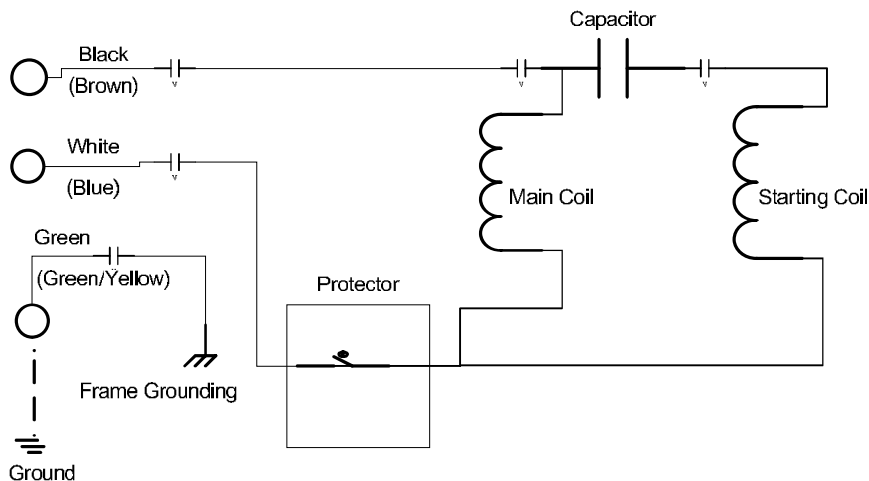 Capacitor
Black
(Brown)
White
(Blue)
Main Coil
Starting Coil
Green
(Green/Yellow)
Protector
Frame Grounding
Ground